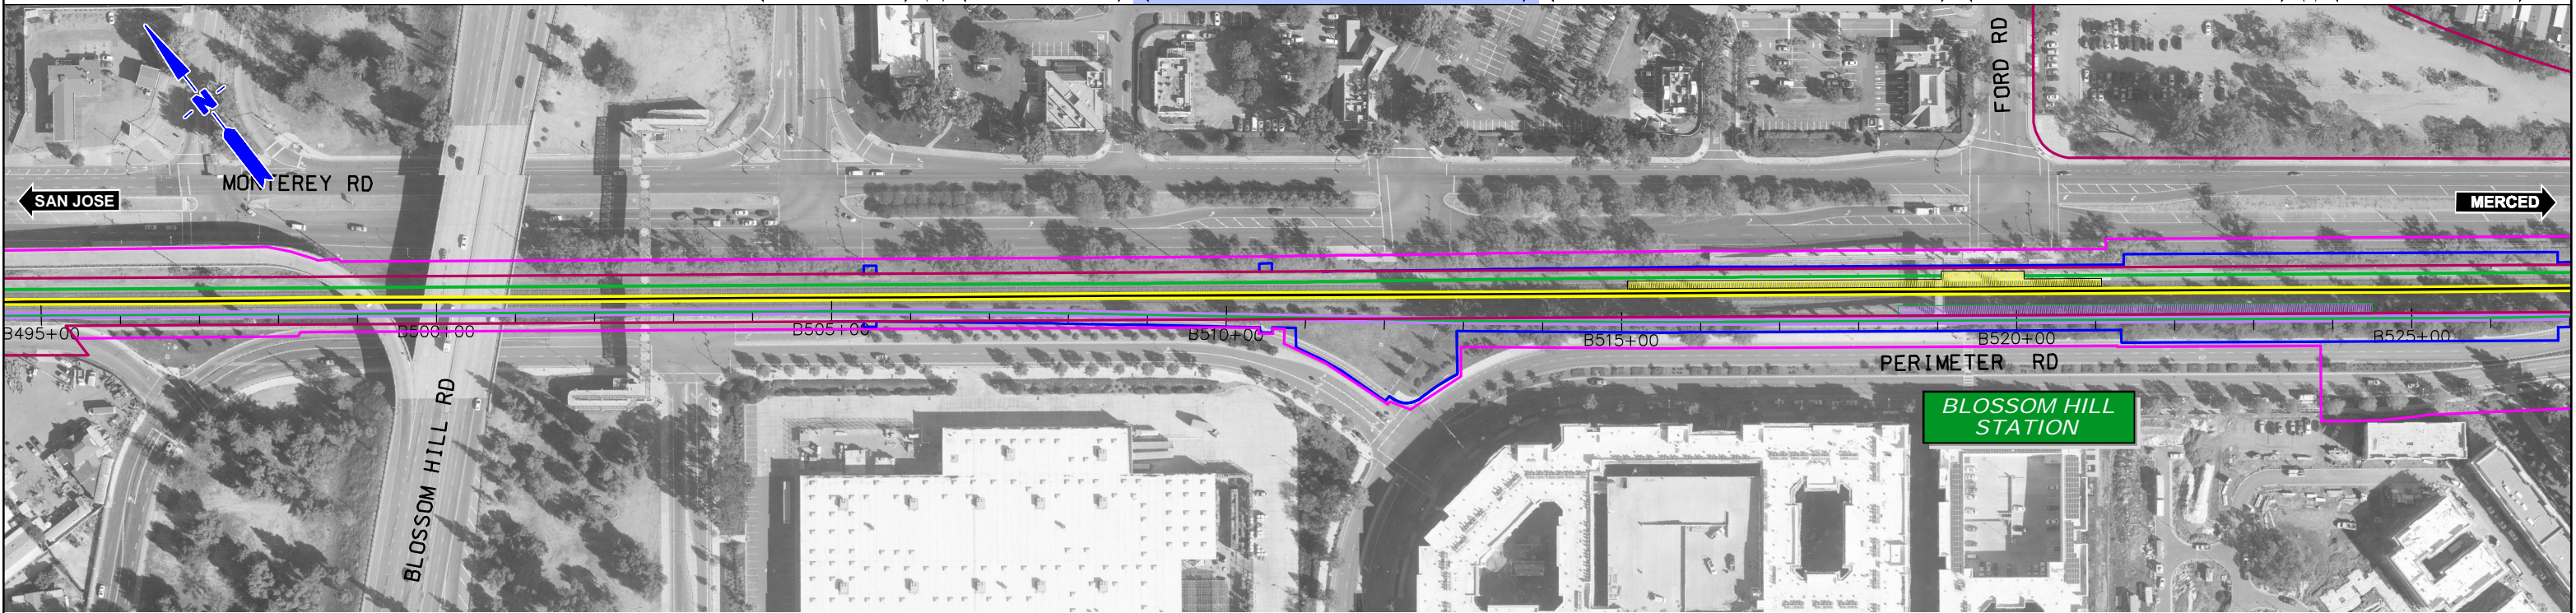 FORD RD
N
MONTEREY RD
SAN JOSE
MERCED
B495+00
B500+00
B505+00
B510+00
B515+00
B520+00
B525+00
PERIMETER RD
BLOSSOM HILL RD
BLOSSOM HILL
STATION